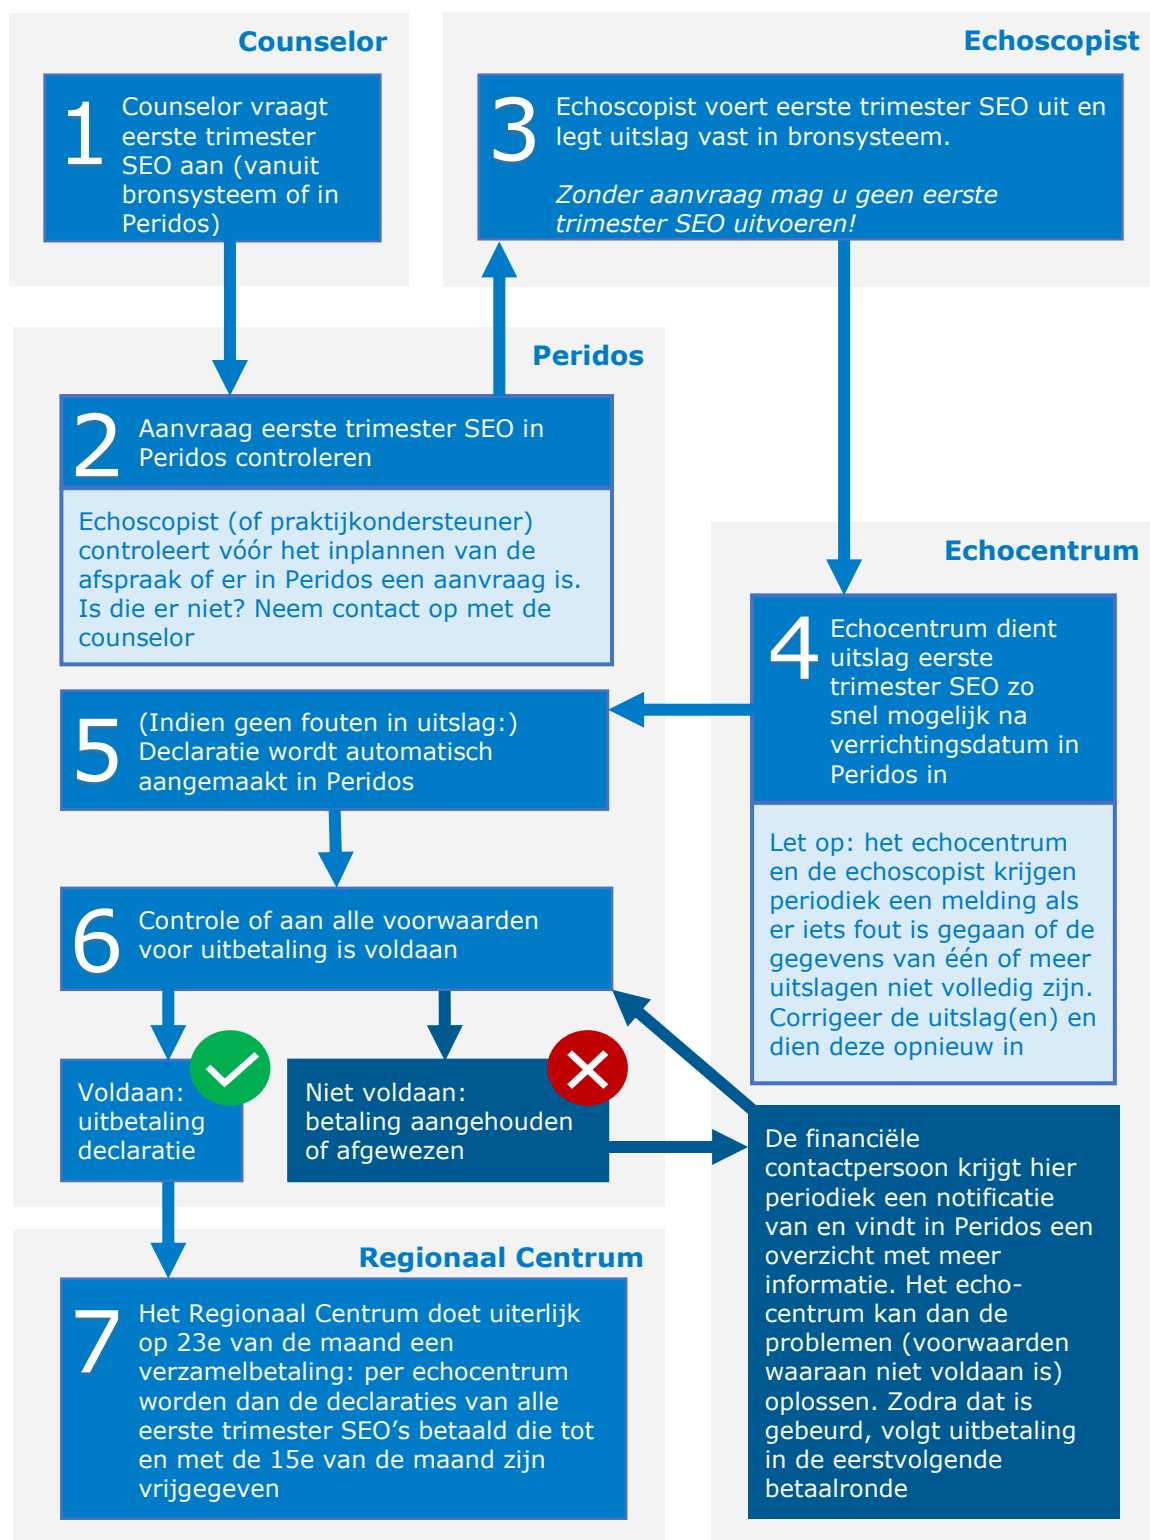 Counselor
1
Counselor vraagt
eerste trimester
SEO aan (vanuit
bronsysteem of in
Peridos)
Echoscopist
3
Echoscopist voert eerste trimester SEO uit en
legt uitslag vast in bronsysteem.
Zonder aanvraag mag u geen eerste
trimester SEO uitvoeren!
Peridos
2
Aanvraag eerste trimester SEO in
Peridos controleren
Echoscopist (of praktijkondersteuner)
controleert vóór het inplannen van de
afspraak of er in Peridos een aanvraag is.
Is die er niet? Neem contact op met de
counselor
Echocentrum
4
Echocentrum dient
uitslag eerste
trimester SEO zo
snel mogelijk na
verrichtingsdatum in
Peridos in
Let op: het echocentrum
en de echoscopist krijgen
periodiek een melding als
er iets fout is gegaan of de
gegevens van één of meer
uitslagen niet volledig zijn.
Corrigeer de uitslag(en) en
dien deze opnieuw in
5
(Indien geen fouten in uitslag:)
Declaratie wordt automatisch
aangemaakt in Peridos
6
Controle of aan alle voorwaarden
voor uitbetaling is voldaan
Voldaan:
uitbetaling
declaratie
Niet voldaan:
betaling aangehouden
of afgewezen
De financiële
contactpersoon krijgt hier
periodiek een notificatie
van en vindt in Peridos een
overzicht met meer
informatie. Het echo-
centrum kan dan de
problemen (voorwaarden
waaraan niet voldaan is)
oplossen. Zodra dat is
gebeurd, volgt uitbetaling
in de eerstvolgende
betaalronde
Regionaal Centrum
7
Het Regionaal Centrum doet uiterlijk
op 23e van de maand een
verzamelbetaling: per echocentrum
worden dan de declaraties van alle
eerste trimester SEO’s betaald die tot
en met de 15e van de maand zijn
vrijgegeven